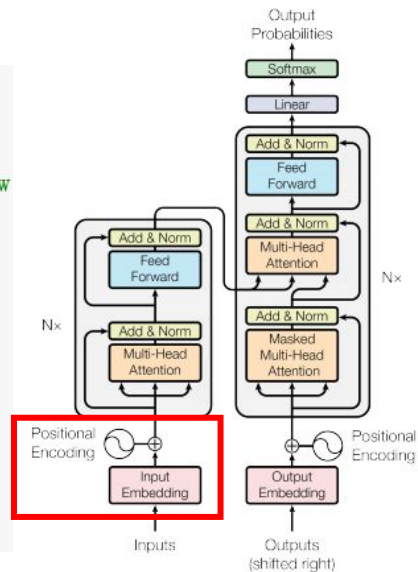 Output
Probabilities
Softmax
Linear
Add & Norm
Feed
Forward
Add & Norm
Multi-Head
Attention
Add & Norm
Masked
Multi-Head
Attention
Nx
Add & Norm
Feed
Forward
Add & Norm
Multi-Head
Attention
Nx
Positional
Encoding
Input
Embedding
Inputs
Positional
Encoding
Output
Embedding
Outputs
(shifted right)